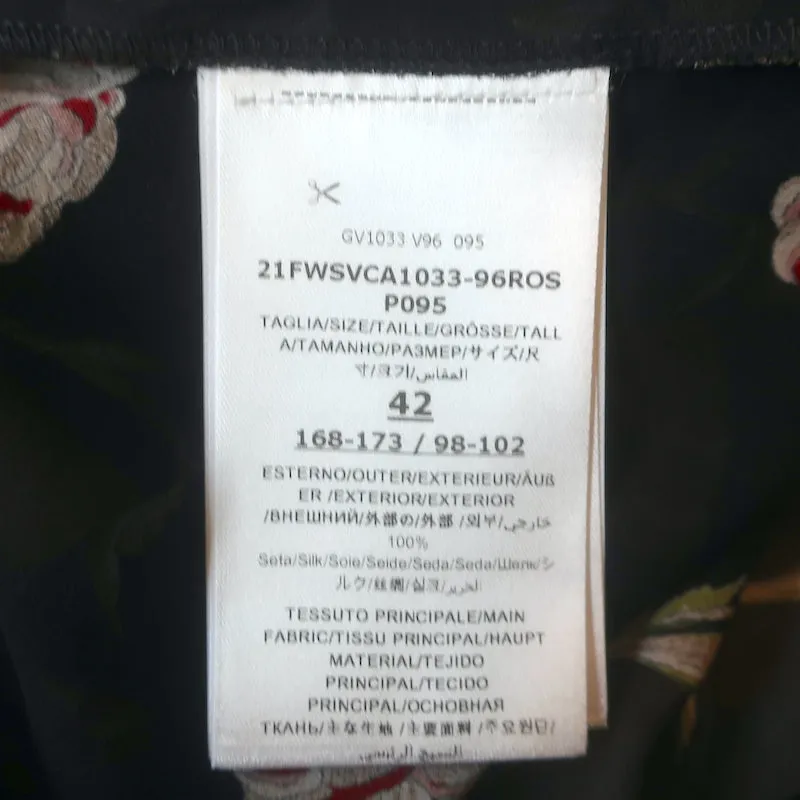 GV1033 V96 095
21FWSVCA1033-96ROS
P095
TAGLIA/SIZE/TAILLE/GRÖSSE/TALL
A/TAMANHO/РАЗМЕР/サイズ/尺
寸/크기/المقاس
42
168-173 / 98-102
ESTERNO/OUTER/EXTERIEUR/ÄUß
ER /EXTERIOR/EXTERIOR
/ВНЕШНИЙ/外部の/外部 /외부/خارجي
100%
Seta/Silk/Soie/Seide/Seda/Seda/Шелк/シ
ルク/丝绸/실크/الحرير
TESSUTO PRINCIPALE/MAIN
FABRIC/TISSU PRINCIPAL/HAUPT
MATERIAL/TEJIDO
PRINCIPAL/TECIDO
PRINCIPAL/ОСНОВНАЯ
ТКАНЬ/主な生地 /主要面料 /주요원단/
النسيج الرئيسي